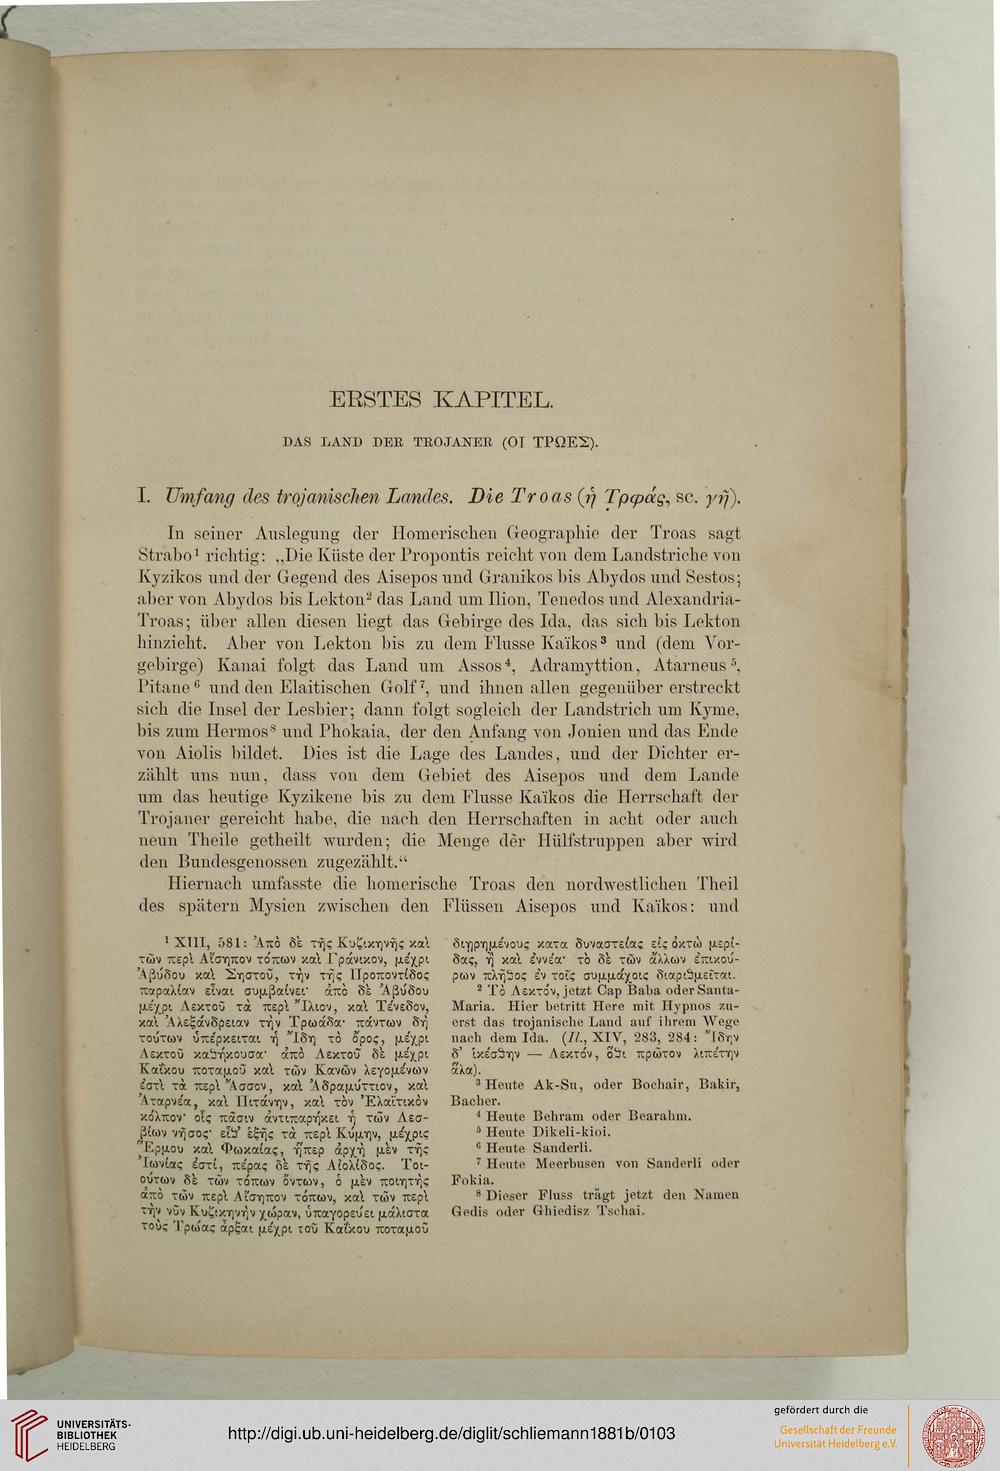 ERSTES KAPITEL.
DAS LAND DER TROJANER (ΟΙ ΤΡΩΕΣ).
I. Umfang des trojanischen Landes. Die Troas (ἡ Τρῳάς, sc. γῆ).
In seiner Auslegung der Homerischen Geographie der Troas sagt
Strabo¹ richtig: „Die Küste der Propontis reicht von dem Landstriche von
Kyzikos und der Gegend des Aisepos und Granikos bis Abydos und Sestos;
aber von Abydos bis Lekton² das Land um Ilion, Tenedos und Alexandria-
Troas; über allen diesen liegt das Gebirge des Ida, das sich bis Lekton
hinzieht. Aber von Lekton bis zu dem Flusse Kaïkos³ und (dem Vor-
gebirge) Kanai folgt das Land um Assos⁴, Adramyttion, Atarneus⁵,
Pitane⁶ und den Elaitischen Golf⁷, und ihnen allen gegenüber erstreckt
sich die Insel der Lesbier; dann folgt sogleich der Landstrich um Kyme,
bis zum Hermos⁸ und Phokaia, der den Anfang von Jonien und das Ende
von Aiolis bildet. Dies ist die Lage des Landes, und der Dichter er-
zählt uns nun, dass von dem Gebiet des Aisepos und dem Lande
um das heutige Kyzikene bis zu dem Flusse Kaïkos die Herrschaft der
Trojaner gereicht habe, die nach den Herrschaften in acht oder auch
neun Theile getheilt wurden; die Menge der Hülfstruppen aber wird
den Bundesgenossen zugezählt.“
Hiernach umfasste die homerische Troas den nordwestlichen Theil
des spätern Mysien zwischen den Flüssen Aisepos und Kaïkos: und
¹ XIII, 581: Ἀπὸ δὲ τῆς Κυζικηνῆς καὶ
τῶν περὶ Αἴσηπον τόπων καὶ Γράνικον, μέχρι
Ἀβύδου καὶ Σηστοῦ, τὴν τῆς Προποντίδος
παραλίαν εἶναι συμβαίνει· ἀπὸ δὲ Ἀβύδου
μέχρι Λεκτοῦ τὰ περὶ Ἴλιον, καὶ Τένεδον,
καὶ Ἀλεξάνδρειαν τὴν Τρωάδα· πάντων δὴ
τούτων ὑπέρκειται ἡ Ἴδη τὸ ὄρος, μέχρι
Λεκτοῦ καθήκουσα· ἀπὸ Λεκτοῦ δὲ μέχρι
Καΐκου ποταμοῦ καὶ τῶν Κανῶν λεγομένων
ἐστὶ τὰ περὶ Ἄσσον, καὶ Ἀδραμύττιον, καὶ
Ἀταρνέα, καὶ Πιτάνην, καὶ τὸν Ἐλαϊτικὸν
κόλπον· οἷς πᾶσιν ἀντιπαρήκει ἡ τῶν Λεσ-
βίων νῆσος· εἶθ’ ἑξῆς τὰ περὶ Κύμην, μέχρις
Ἕρμου καὶ Φωκαίας, ἥπερ ἀρχὴ μὲν τῆς
Ἰωνίας ἐστί, πέρας δὲ τῆς Αἰολίδος. Τοι-
ούτων δὲ τῶν τόπων ὄντων, ὁ μὲν ποιητὴς
ἀπὸ τῶν περὶ Αἴσηπον τόπων, καὶ τῶν περὶ
τὴν νῦν Κυζικηνὴν χώραν, ὑπαγορεύει μάλιστα
τοὺς Τρῶας ἄρξαι μέχρι τοῦ Καΐκου ποταμοῦ
διῃρημένους κατα δυναστείας εἰς ὀκτὼ μερί-
δας, ἢ καὶ ἐννέα· τὸ δὲ τῶν ἄλλων ἐπικού-
ρων πλῆθος ἐν τοῖς συμμάχοις διαριθμεῖται.
² Τὸ Λεκτόν, jetzt Cap Baba oder Santa-
Maria. Hier betritt Here mit Hypnos zu-
erst das trojanische Land auf ihrem Wege
nach dem Ida. (Il., XIV, 283, 284: Ἴδην
δ’ ἱκέσθην — Λεκτόν, ὅθι πρῶτον λιπέτην
ἅλα).
³ Heute Ak-Su, oder Bochair, Bakir,
Bacher.
⁴ Heute Behram oder Bearahm.
⁵ Heute Dikeli-kioi.
⁶ Heute Sanderli.
⁷ Heute Meerbusen von Sanderli oder
Fokia.
⁸ Dieser Fluss trägt jetzt den Namen
Gedis oder Ghiedisz Tschai.
UNIVERSITÄTS-
BIBLIOTHEK
HEIDELBERG
http://digi.ub.uni-heidelberg.de/diglit/schliemann1881b/0103
gefördert durch die
Gesellschaft der Freunde
Universität Heidelberg e.V.